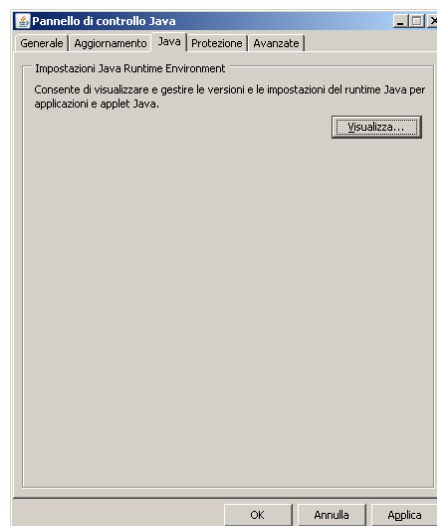 Pannello di controllo Java
Generale Aggiornamento Java Protezione Avanzate
Impostazioni Java Runtime Environment
Consente di visualizzare e gestire le versioni e le impostazioni del runtime Java per
applicazioni e applet Java.
Visualizza...
OK Annulla Applica